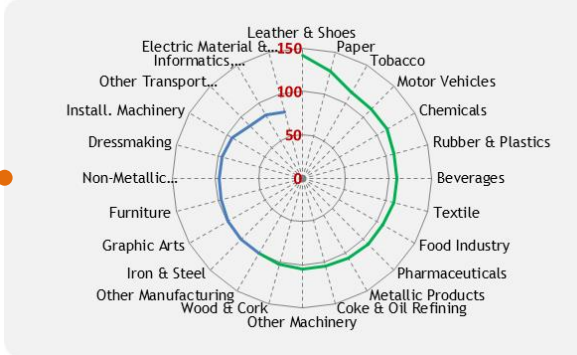 Leather & Shoes
Electric Material &... 150 Paper
Informatics,... Tobacco
Other Transport... Motor Vehicles
100
Install. Machinery Chemicals
50
Dressmaking Rubber & Plastics
Non-Metallic... 0 Beverages
Furniture Textile
Graphic Arts Food Industry
Iron & Steel Pharmaceuticals
Other Manufacturing Metallic Products
Wood & Cork Coke & Oil Refining
Other Machinery